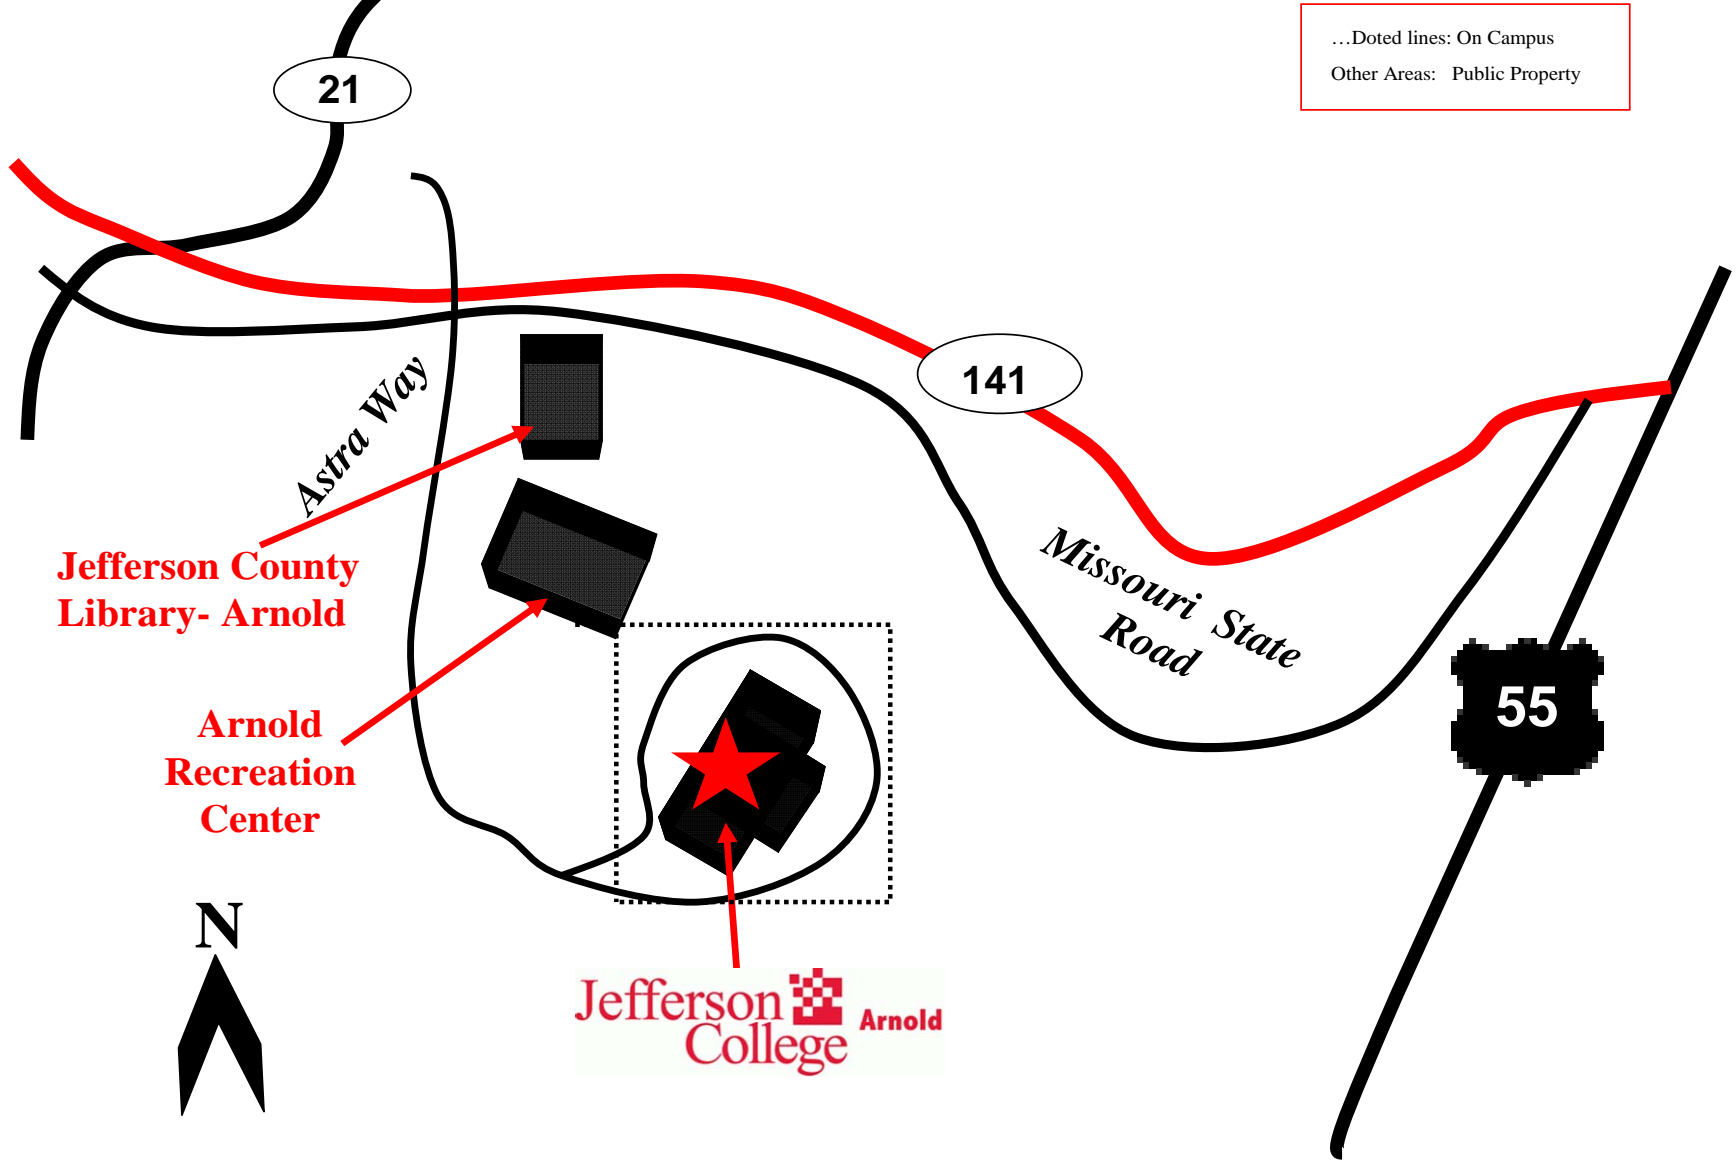 …Doted lines: On Campus
Other Areas: Public Property
21
141
Astra Way
Jefferson County
Library- Arnold
Missouri State
Road
55
Arnold
Recreation
Center
N
Jefferson
College
Arnold